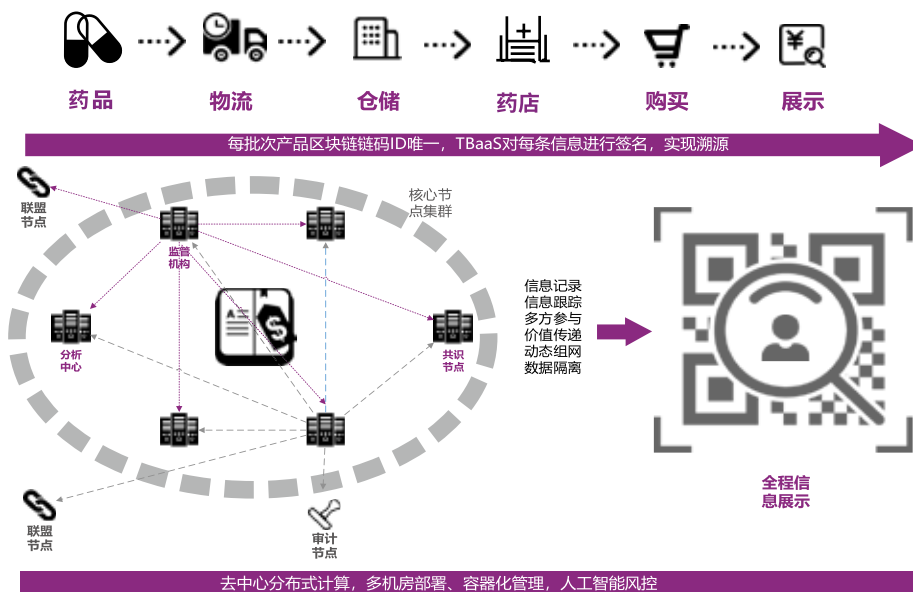 药品
物流
仓储
药店
购买
展示
每批次产品区块链链码ID唯一，TBaaS对每条信息进行签名，实现溯源
联盟
节点
核心节
点集群
监管
机构
分析
中心
共识
节点
联盟
节点
审计
节点
信息记录
信息跟踪
多方参与
价值传递
动态组网
数据隔离
全程信
息展示
去中心分布式计算，多机房部署、容器化管理，人工智能风控